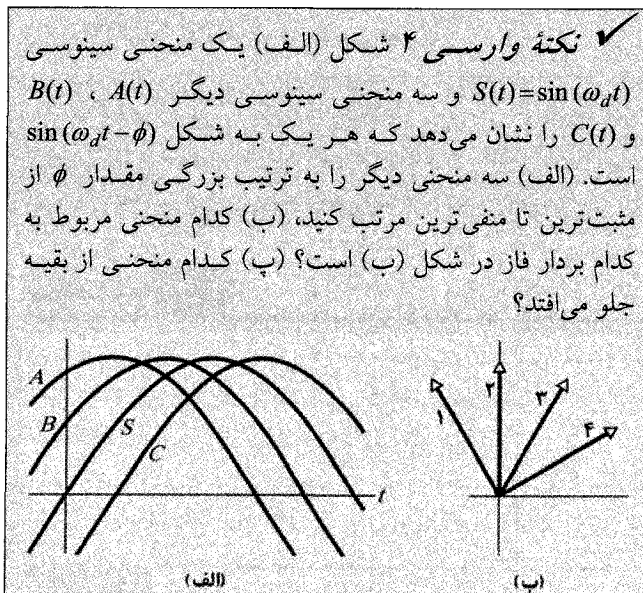 ✓ نکتهٔ وارسی ۴ شکل (الف) یک منحنی سینوسی
S(t)=sin (ω_d t) و سه منحنی سینوسی دیگر A(t) ، B(t)
و C(t) را نشان می‌دهد که هر یک به شکل sin (ω_d t−ϕ)
است. (الف) سه منحنی دیگر را به ترتیب بزرگی مقدار ϕ از
مثبت‌ترین تا منفی‌ترین مرتب کنید، (ب) کدام منحنی مربوط به
کدام بردار فاز در شکل (ب) است؟ (پ) کدام منحنی از بقیه
جلو می‌افتد؟
A
B
S
C
t
(الف)
۱
۲
۳
۴
(ب)